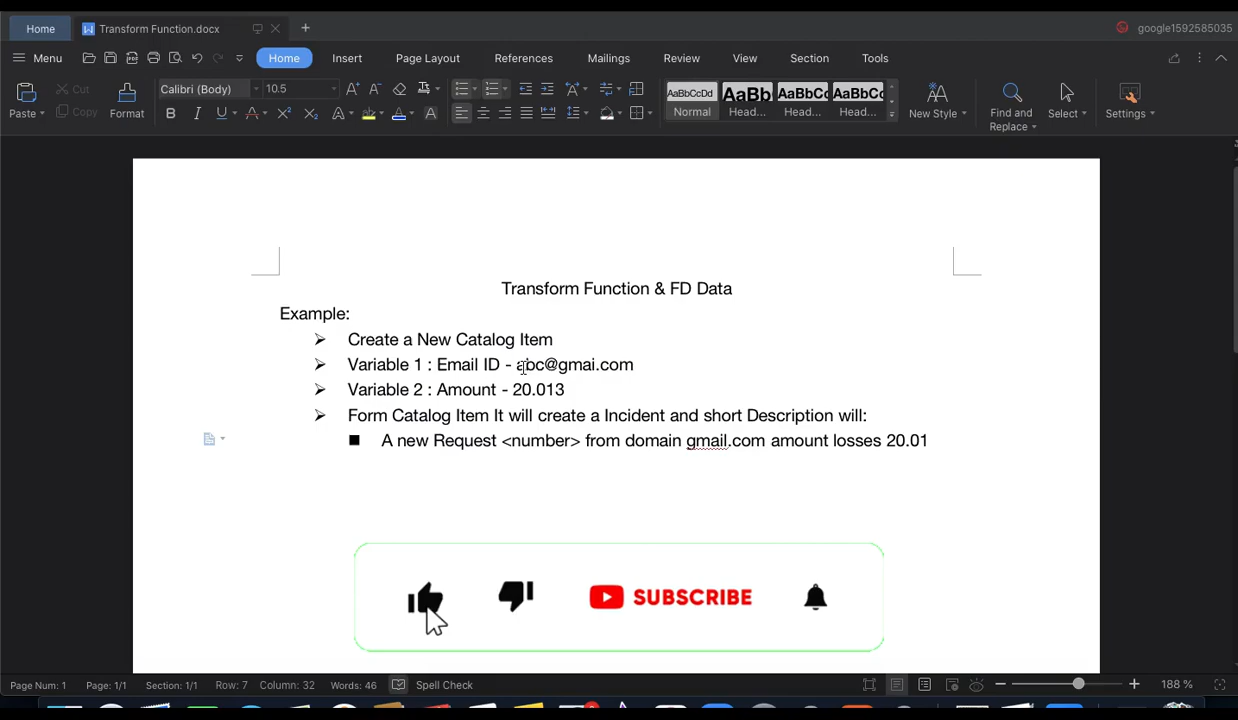 Home
Transform Function.docx
google1592585035
Menu
Home
Insert
Page Layout
References
Mailings
Review
View
Section
Tools
Paste
Cut
Copy
Format
Calibri (Body)
10.5
B I U A X² X₂ A A A
AaBbCcDd
Normal
AaBb
Head...
AaBbCc
Head...
AaBbCc
Head...
New Style
Find and
Replace
Select
Settings
Transform Function & FD Data
Example:
Create a New Catalog Item
Variable 1 : Email ID - abc@gmai.com
Variable 2 : Amount - 20.013
Form Catalog Item It will create a Incident and short Description will:
A new Request <number> from domain gmail.com amount losses 20.01
SUBSCRIBE
Page Num: 1 Page: 1/1 Section: 1/1 Row: 7 Column: 32 Words: 46 Spell Check 188 %